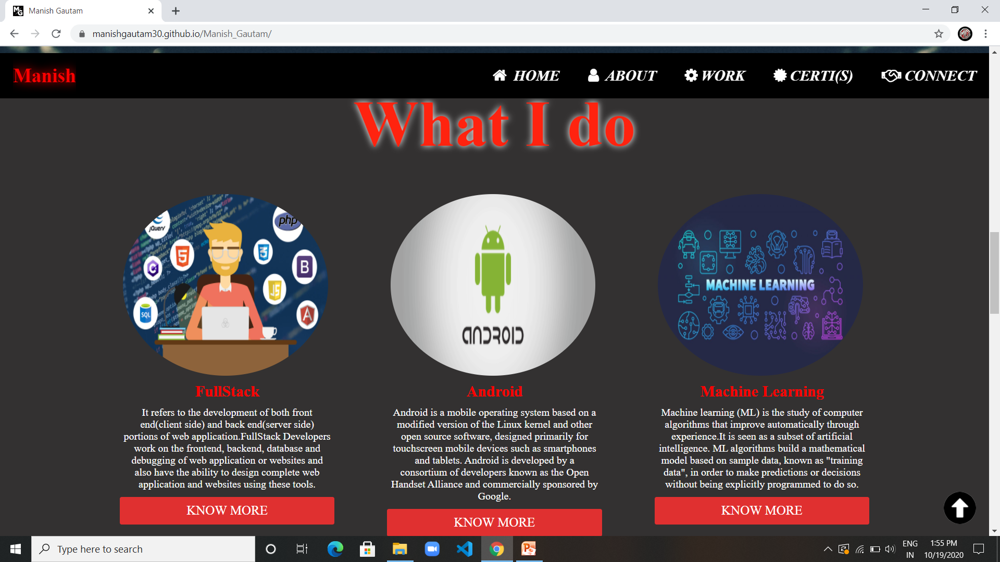 Manish Gautam
manishgautam30.github.io/Manish_Gautam/
Manish
HOME
ABOUT
WORK
CERTI(S)
CONNECT
What I do
jQuery
php
SQL
ANDROID
MACHINE LEARNING
FullStack
It refers to the development of both front
end(client side) and back end(server side)
portions of web application.FullStack Developers
work on the frontend, backend, database and
debugging of web application or websites and
also have the ability to design complete web
application and websites using these tools.
KNOW MORE
Android
Android is a mobile operating system based on a
modified version of the Linux kernel and other
open source software, designed primarily for
touchscreen mobile devices such as smartphones
and tablets. Android is developed by a
consortium of developers known as the Open
Handset Alliance and commercially sponsored by
Google.
KNOW MORE
Machine Learning
Machine learning (ML) is the study of computer
algorithms that improve automatically through
experience.It is seen as a subset of artificial
intelligence. ML algorithms build a mathematical
model based on sample data, known as "training
data", in order to make predictions or decisions
without being explicitly programmed to do so.
KNOW MORE
Type here to search
ENG
IN
1:55 PM
10/19/2020